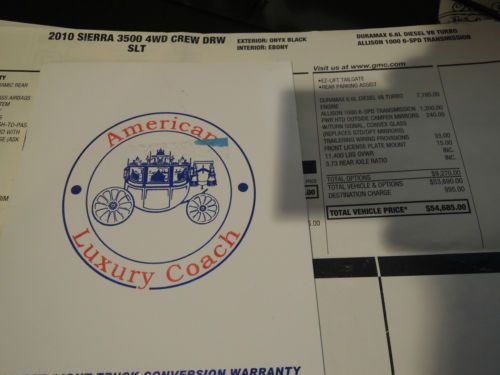 2010 SIERRA 3500 4WD CREW DRW
SLT
EXTERIOR: ONYX BLACK
INTERIOR: EBONY
DURAMAX 6.6L DIESEL V8 TURBO
ALLISON 1000 6-SPD TRANSMISSION
Visit us at www.gmc.com
•EZ-LIFT TAILGATE
•REAR PARKING ASSIST
DURAMAX 6.6L DIESEL V8 TURBO 7,195.00
ENGINE
ALLISON 1000 6-SPD TRANSMISSION 1,200.00
PWR HTD OUTSIDE CAMPER MIRRORS 240.00
W/TURN SIGNAL, CONVEX GLASS
(REPLACES STD/OPT MIRRORS)
TRAILERING WIRING PROVISIONS 35.00
FRONT LICENSE PLATE MOUNT 15.00
11,400 LBS GVWR INC.
3.73 REAR AXLE RATIO INC.
TOTAL OPTIONS $9,270.00
TOTAL VEHICLE & OPTIONS $53,690.00
DESTINATION CHARGE 995.00
TOTAL VEHICLE PRICE* $54,685.00
American
Luxury Coach
LIGHT TRUCK CONVERSION WARRANTY